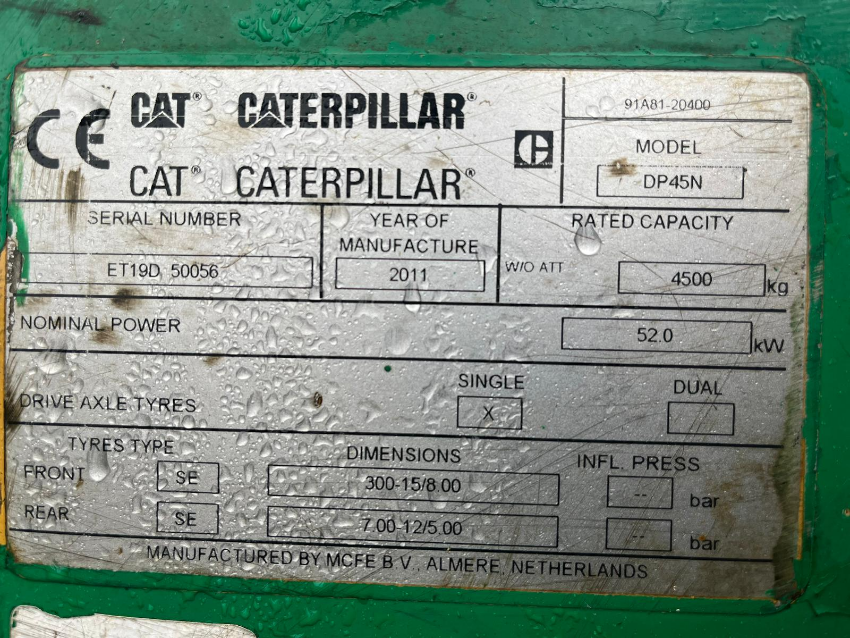 CE CAT® CATERPILLAR®
CAT® CATERPILLAR®
91A81-20400
MODEL
DP45N
SERIAL NUMBER
ET19D 50056
YEAR OF
MANUFACTURE
2011
RATED CAPACITY
W/O ATT 4500 kg
NOMINAL POWER 52.0 kW
SINGLE DUAL
DRIVE AXLE TYRES X
TYRES TYPE DIMENSIONS INFL. PRESS
FRONT SE 300-15/8.00 -- bar
REAR SE 7.00-12/5.00 -- bar
MANUFACTURED BY MCFE B.V., ALMERE, NETHERLANDS